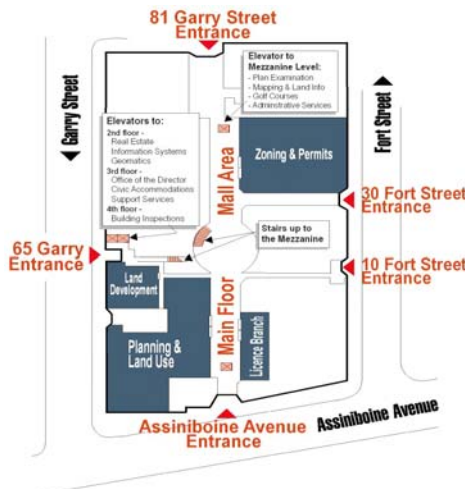 81 Garry Street
Entrance
Elevator to
Mezzanine Level:
- Plan Examination
- Mapping & Land Info
- Golf Courses
- Adminstrative Services
Garry Street
Fort Street
Elevators to:
2nd floor -
Real Estate
Information Systems
Geomatics
3rd floor -
Office of the Director
Civic Accommodations
Support Services
4th floor -
Building Inspections
Mall Area
Zoning & Permits
30 Fort Street
Entrance
Stairs up to
the Mezzanine
65 Garry
Entrance
10 Fort Street
Entrance
Land
Development
Main Floor
Planning &
Land Use
Licence Branch
Assiniboine Avenue
Entrance
Assiniboine Avenue